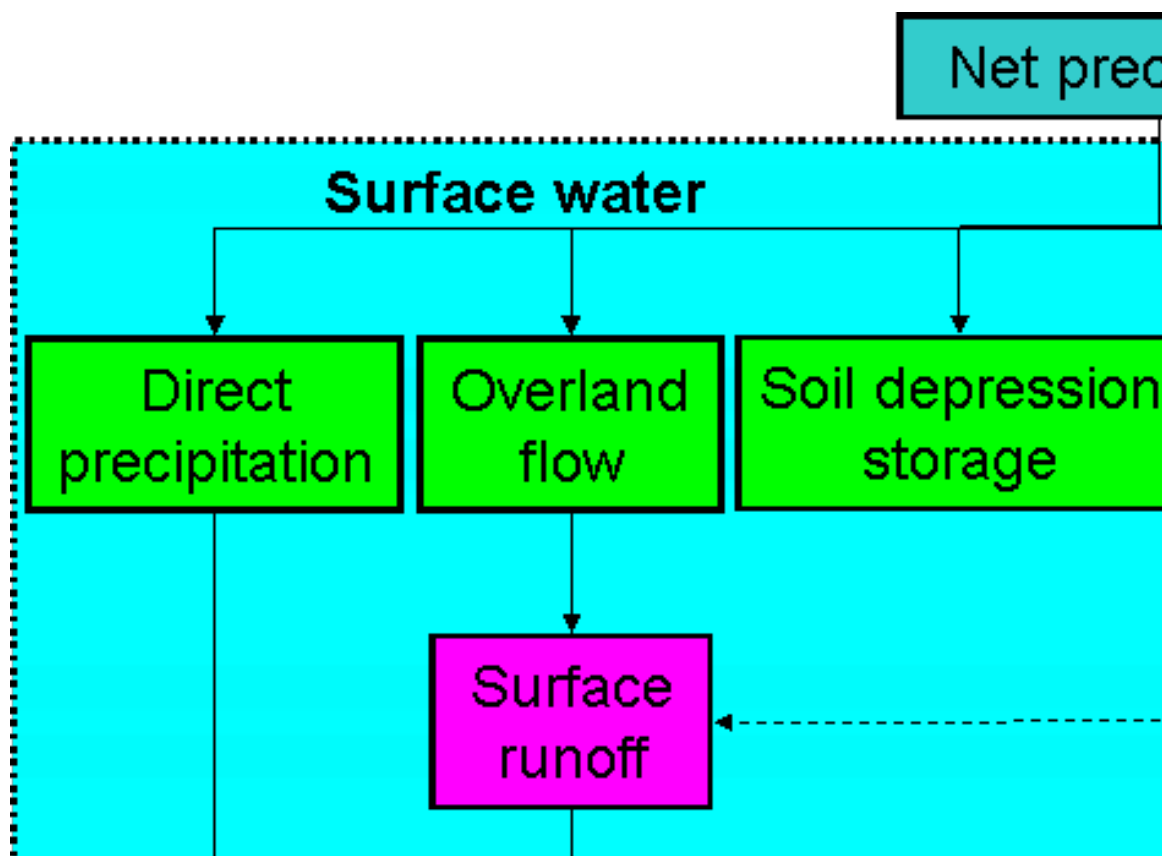 Net prec
Surface water
Direct
precipitation
Overland
flow
Soil depression
storage
Surface
runoff